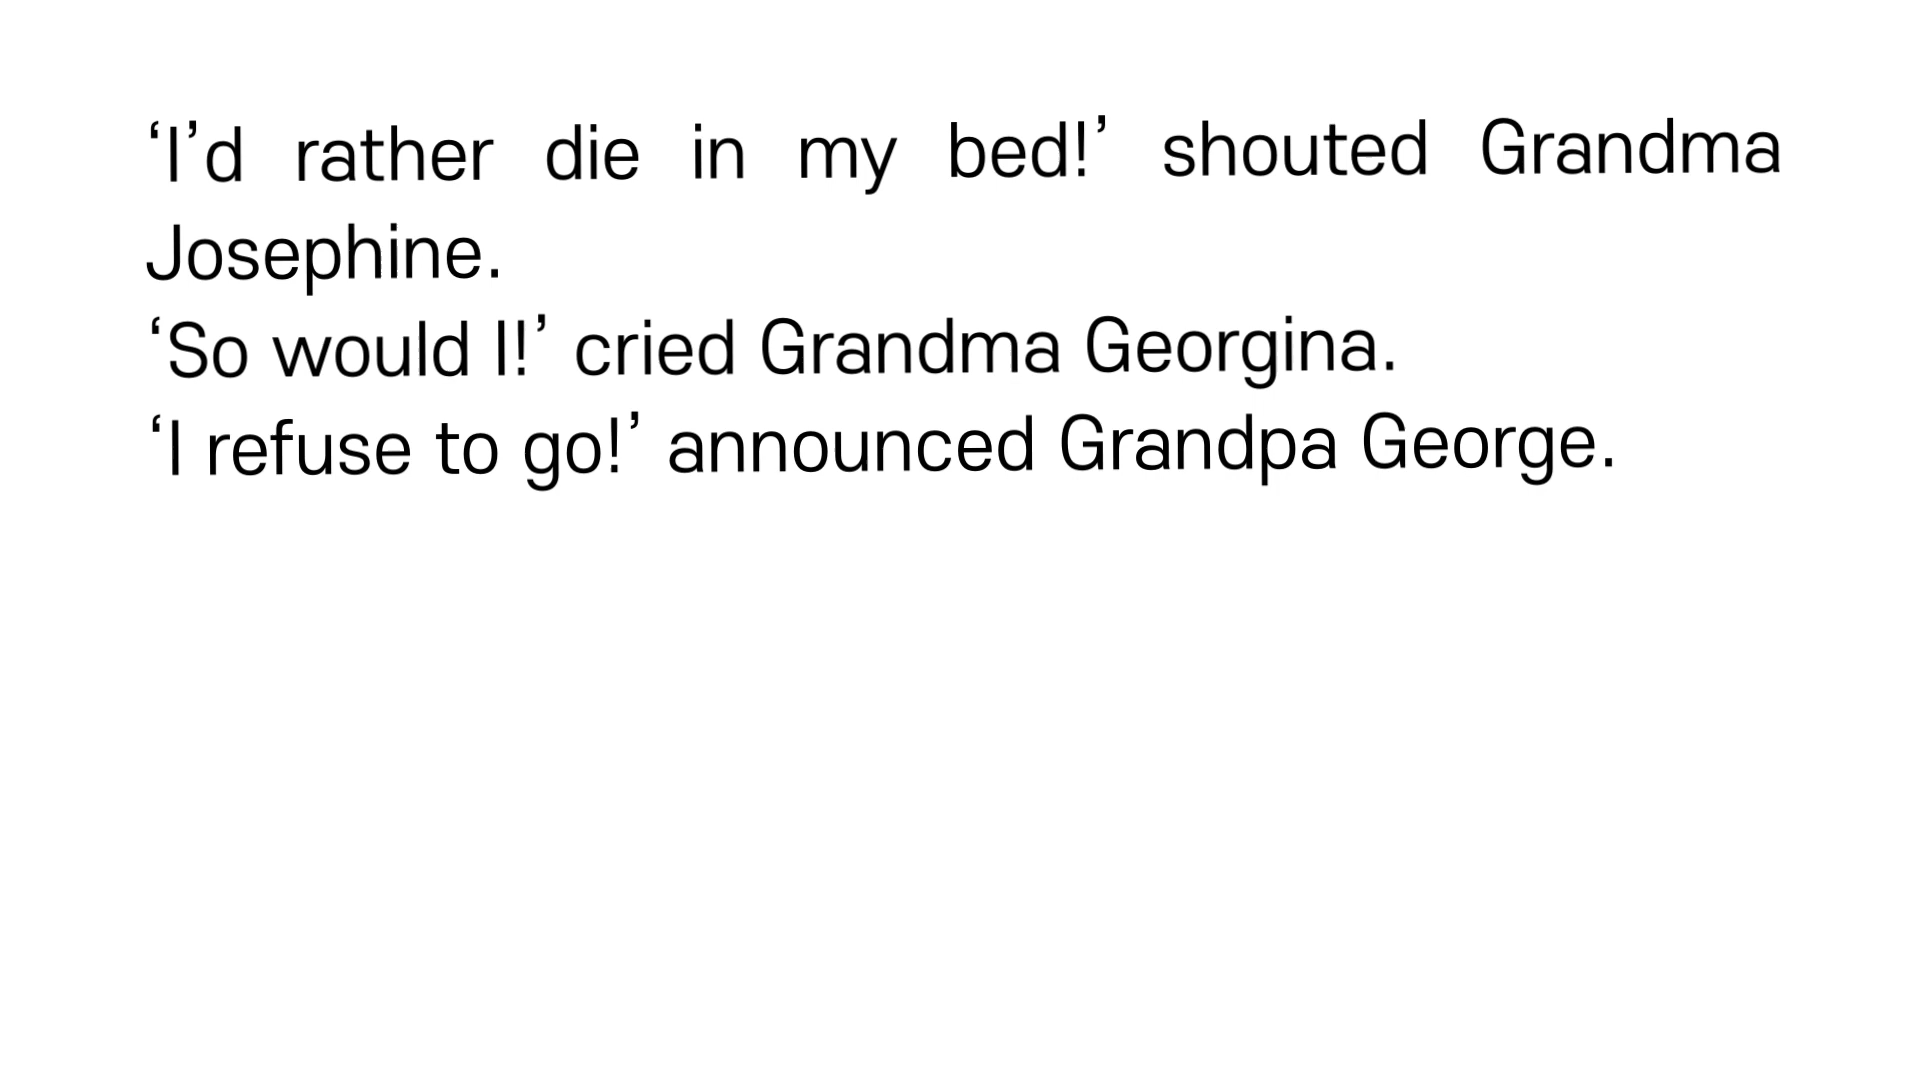 ‘I’d rather die in my bed!’ shouted Grandma
Josephine.
‘So would I!’ cried Grandma Georgina.
‘I refuse to go!’ announced Grandpa George.